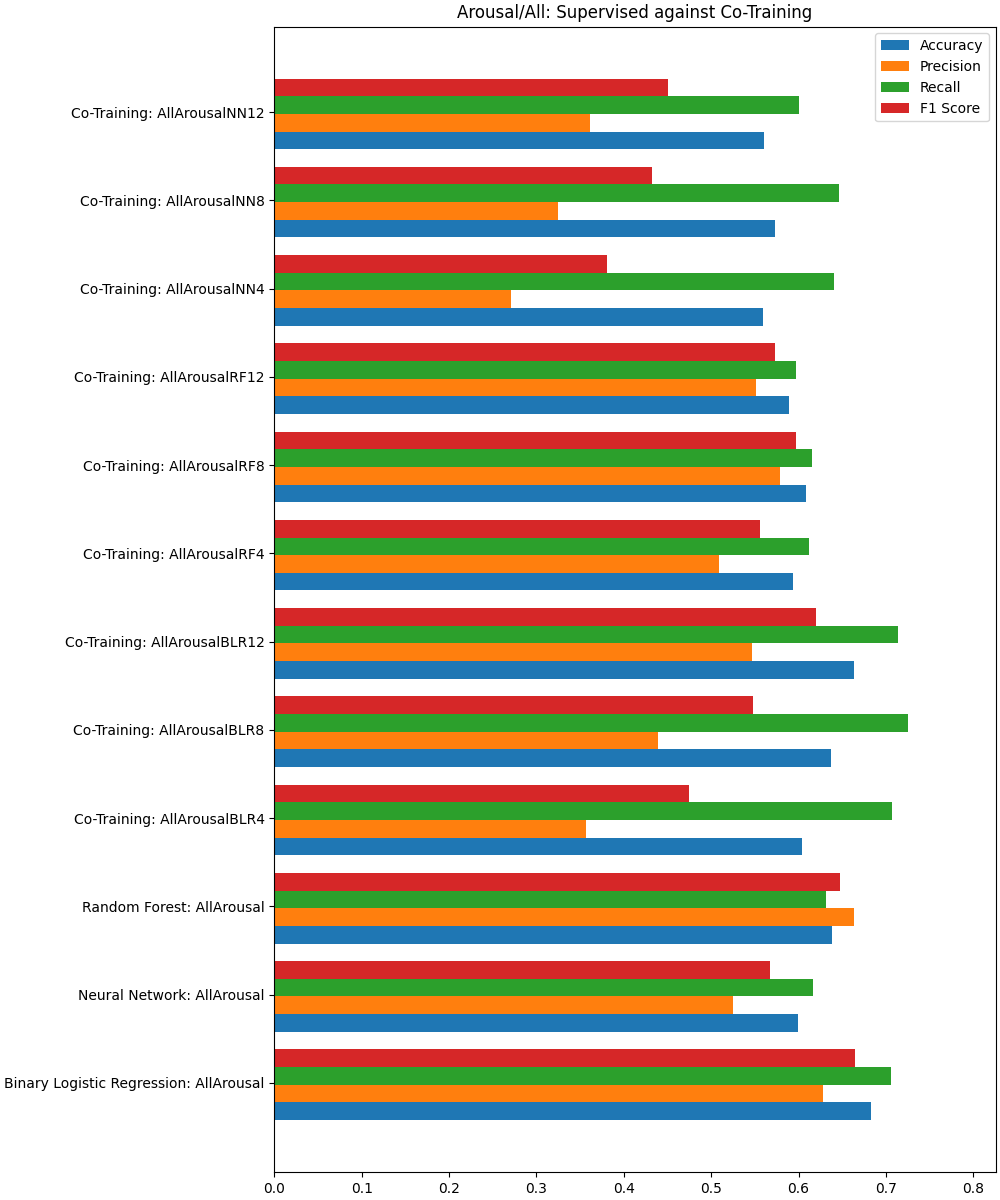 Arousal/All: Supervised against Co-Training
Accuracy
Precision
Recall
F1 Score
Co-Training: AllArousalNN12
Co-Training: AllArousalNN8
Co-Training: AllArousalNN4
Co-Training: AllArousalRF12
Co-Training: AllArousalRF8
Co-Training: AllArousalRF4
Co-Training: AllArousalBLR12
Co-Training: AllArousalBLR8
Co-Training: AllArousalBLR4
Random Forest: AllArousal
Neural Network: AllArousal
Binary Logistic Regression: AllArousal
0.0 0.1 0.2 0.3 0.4 0.5 0.6 0.7 0.8